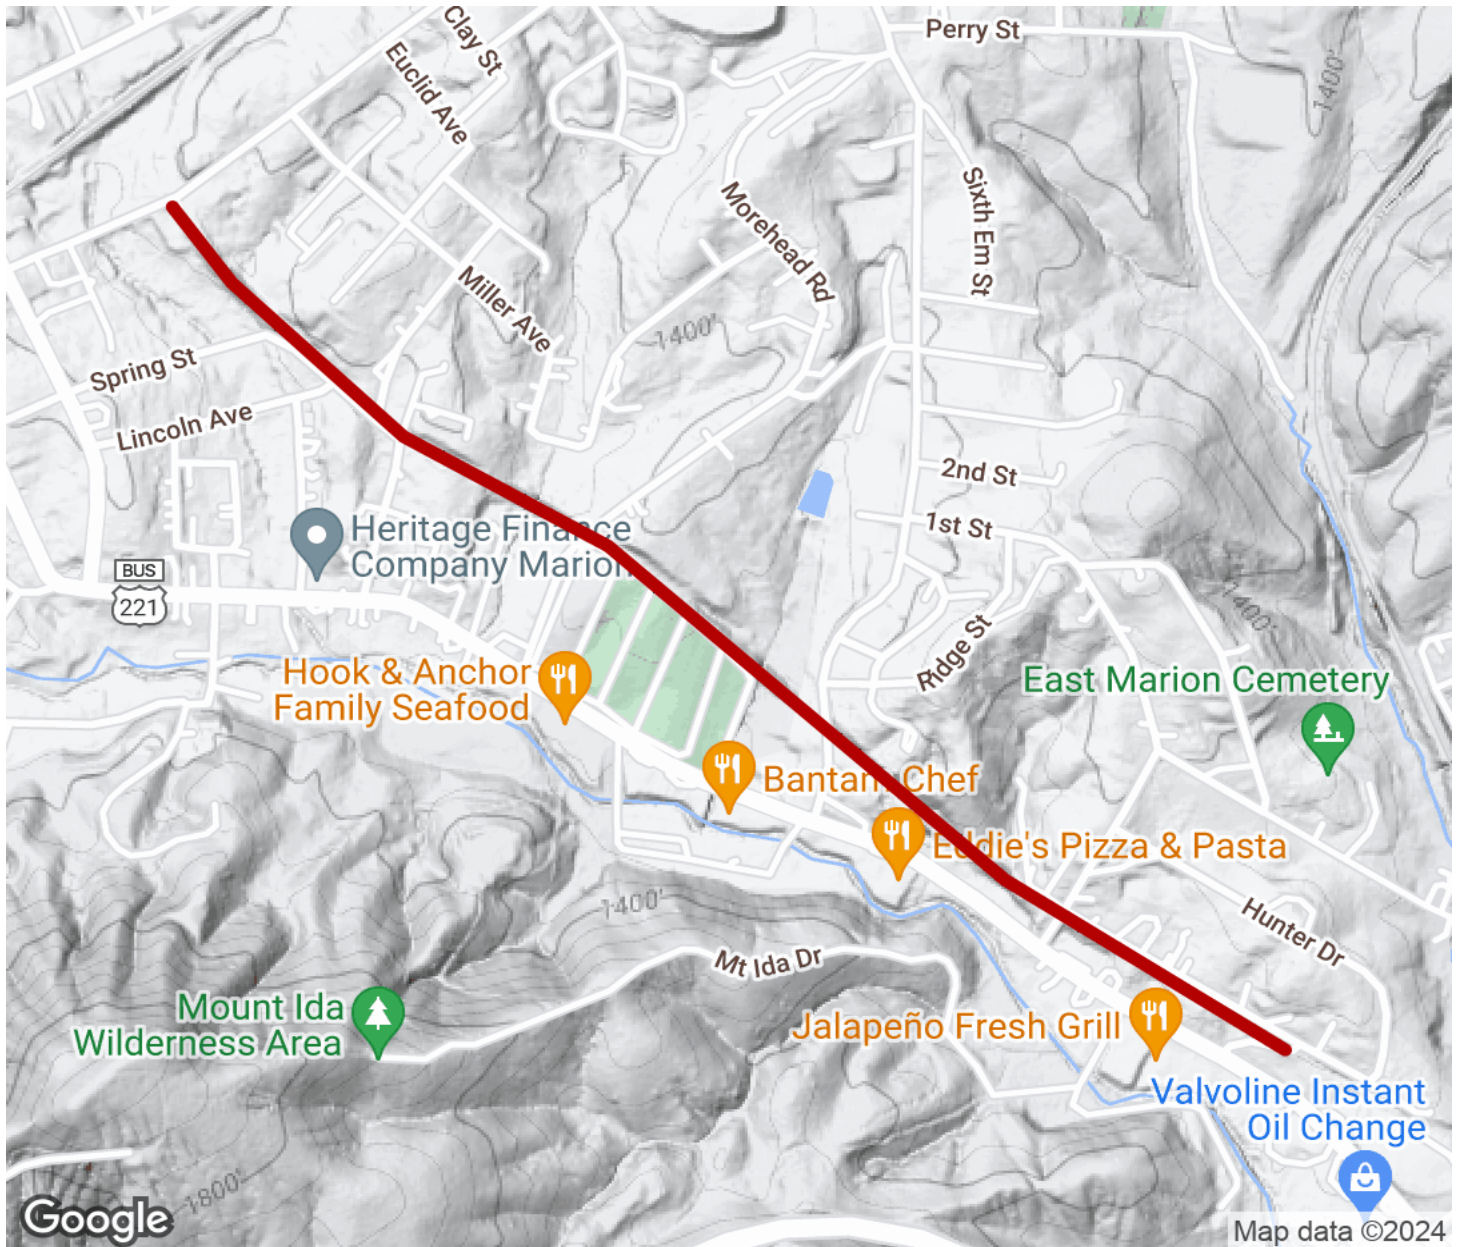 Clay St
Perry St
Euclid Ave
1400'
Sixth Em St
Morehead Rd
Miller Ave
1400'
Spring St
Lincoln Ave
2nd St
1st St
Heritage Finance
Company Marion
BUS
221
1400'
Ridge St
Hook & Anchor
Family Seafood
East Marion Cemetery
Bantam Chef
Eddie's Pizza & Pasta
1400'
Hunter Dr
Mt Ida Dr
Mount Ida
Wilderness Area
Jalapeño Fresh Grill
Valvoline Instant
Oil Change
1800'
Google
Map data ©2024